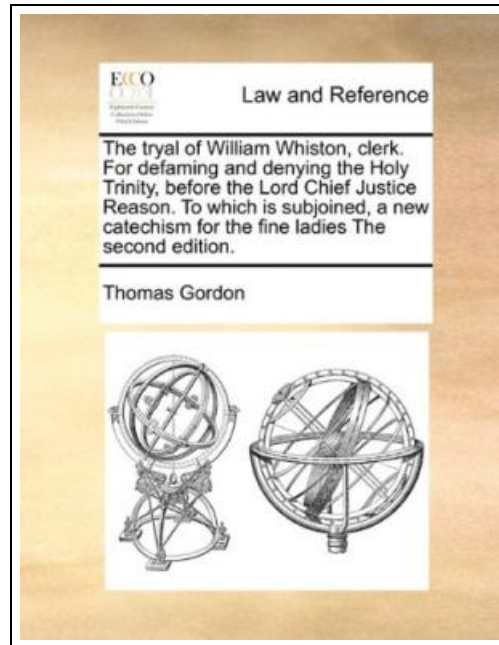 ECCO
Law and Reference
The tryal of William Whiston, clerk.
For defaming and denying the Holy
Trinity, before the Lord Chief Justice
Reason. To which is subjoined, a new
catechism for the fine ladies The
second edition.
Thomas Gordon